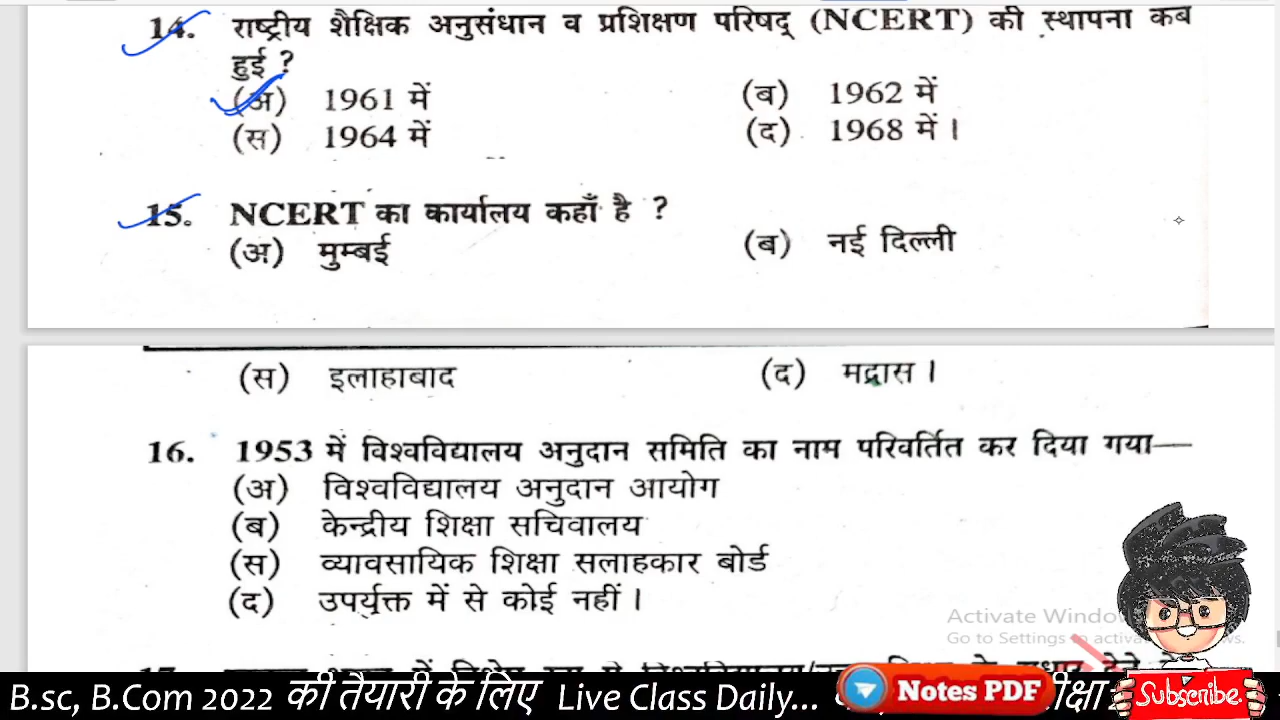 14. राष्ट्रीय शैक्षिक अनुसंधान व प्रशिक्षण परिषद् (NCERT) की स्थापना कब
हुई ?
(अ) 1961 में (ब) 1962 में
(स) 1964 में (द) 1968 में ।
15. NCERT का कार्यालय कहाँ है ?
(अ) मुम्बई (ब) नई दिल्ली
(स) इलाहाबाद (द) मद्रास ।
16. 1953 में विश्वविद्यालय अनुदान समिति का नाम परिवर्तित कर दिया गया—
(अ) विश्वविद्यालय अनुदान आयोग
(ब) केन्द्रीय शिक्षा सचिवालय
(स) व्यावसायिक शिक्षा सलाहकार बोर्ड
(द) उपर्युक्त में से कोई नहीं ।
Activate Windo
Go to Settings activa
B.sc, B.Com 2022 की तैयारी के लिए Live Class Daily...
Notes PDF
Subscribe